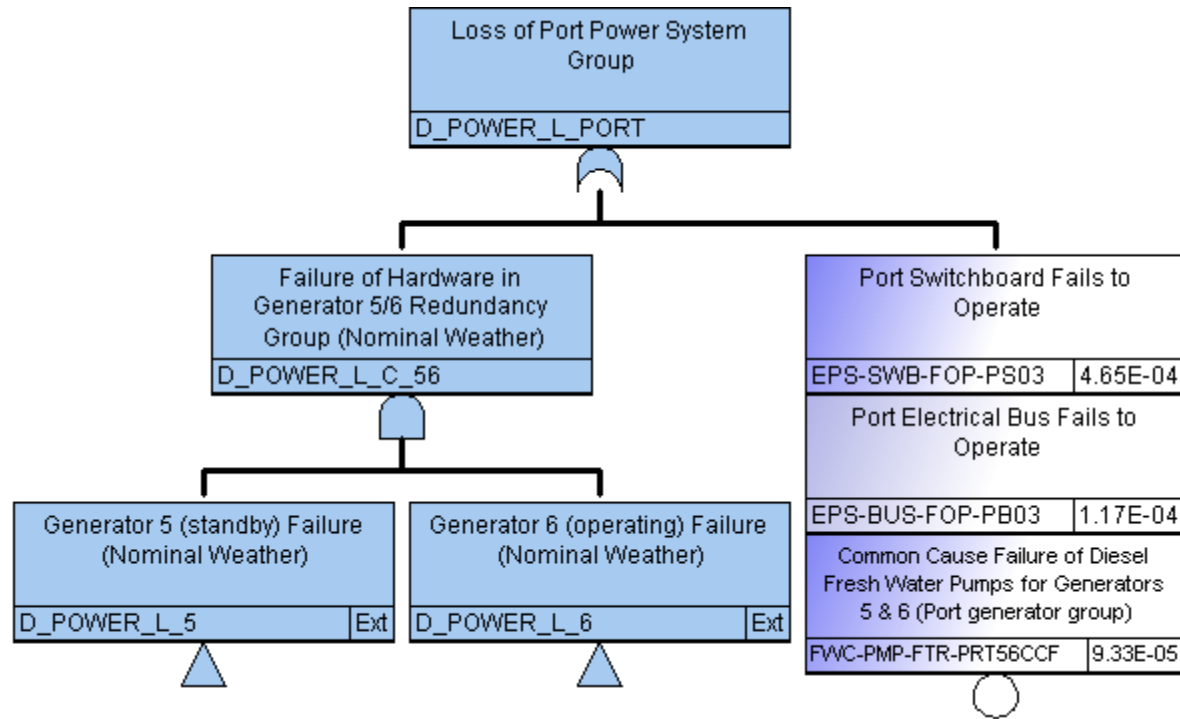 Loss of Port Power System
Group
D_POWER_L_PORT
Failure of Hardware in
Generator 5/6 Redundancy
Group (Nominal Weather)
D_POWER_L_C_56
Port Switchboard Fails to
Operate
EPS-SWB-FOP-PS03 4.65E-04
Port Electrical Bus Fails to
Operate
EPS-BUS-FOP-PB03 1.17E-04
Common Cause Failure of Diesel
Fresh Water Pumps for Generators
5 & 6 (Port generator group)
FWC-PMP-FTR-PRT56CCF 9.33E-05
Generator 5 (standby) Failure
(Nominal Weather)
D_POWER_L_5 Ext
Generator 6 (operating) Failure
(Nominal Weather)
D_POWER_L_6 Ext